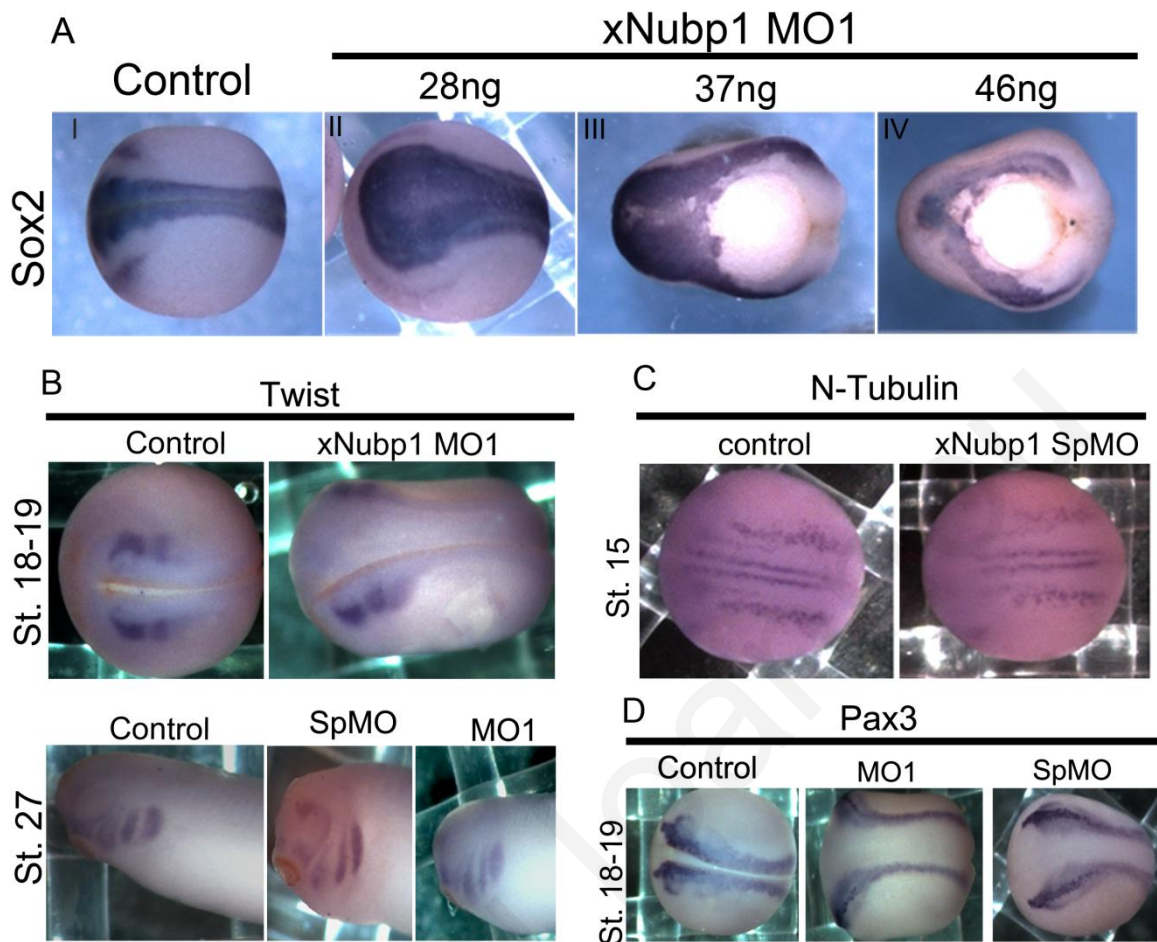 A
xNubp1 MO1
Control
28ng
37ng
46ng
I
II
III
IV
Sox2
B
Twist
Control
xNubp1 MO1
St. 18-19
Control
SpMO
MO1
St. 27
C
N-Tubulin
control
xNubp1 SpMO
St. 15
D
Pax3
Control
MO1
SpMO
St. 18-19